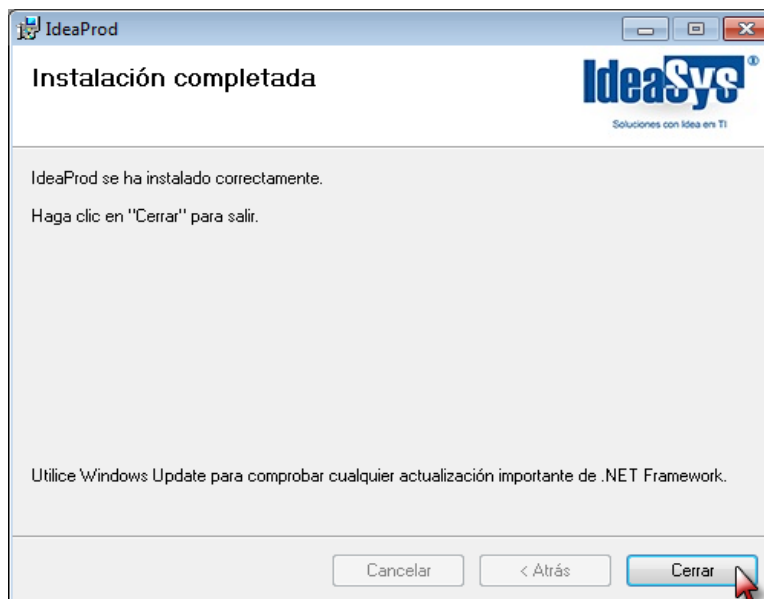 IdeaProd
Instalación completada
IdeaSys®
Soluciones con Idea en TI
IdeaProd se ha instalado correctamente.
Haga clic en "Cerrar" para salir.
Utilice Windows Update para comprobar cualquier actualización importante de .NET Framework.
Cancelar
< Atrás
Cerrar